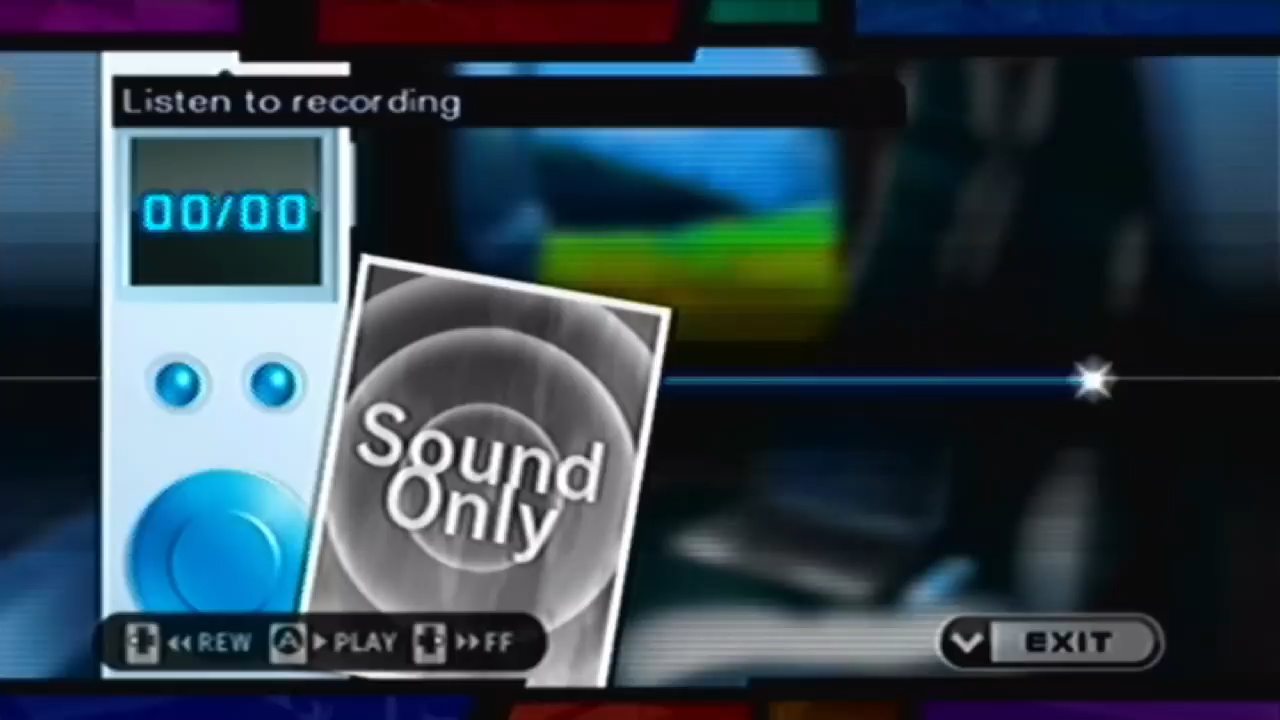 Listen to recording
00/00
Sound
Only
REW A PLAY FF
EXIT